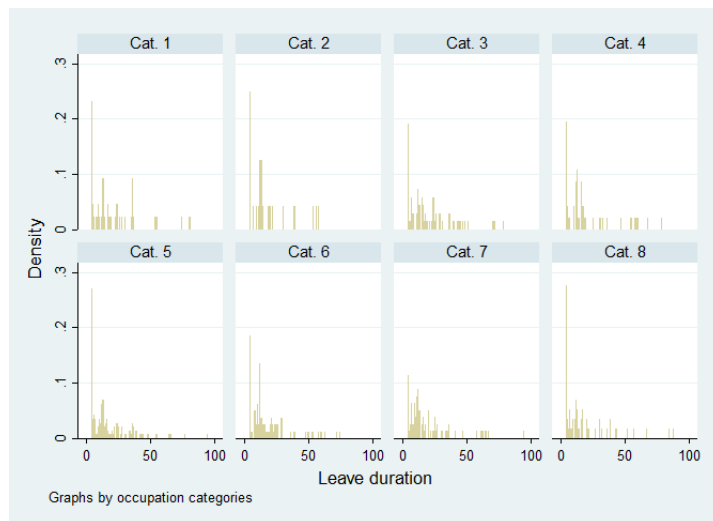 Cat. 1 Cat. 2 Cat. 3 Cat. 4
.3
.2
.1
0
Cat. 5 Cat. 6 Cat. 7 Cat. 8
.3
.2
.1
0
0 50 100 0 50 100 0 50 100 0 50 100
Density
Leave duration
Graphs by occupation categories